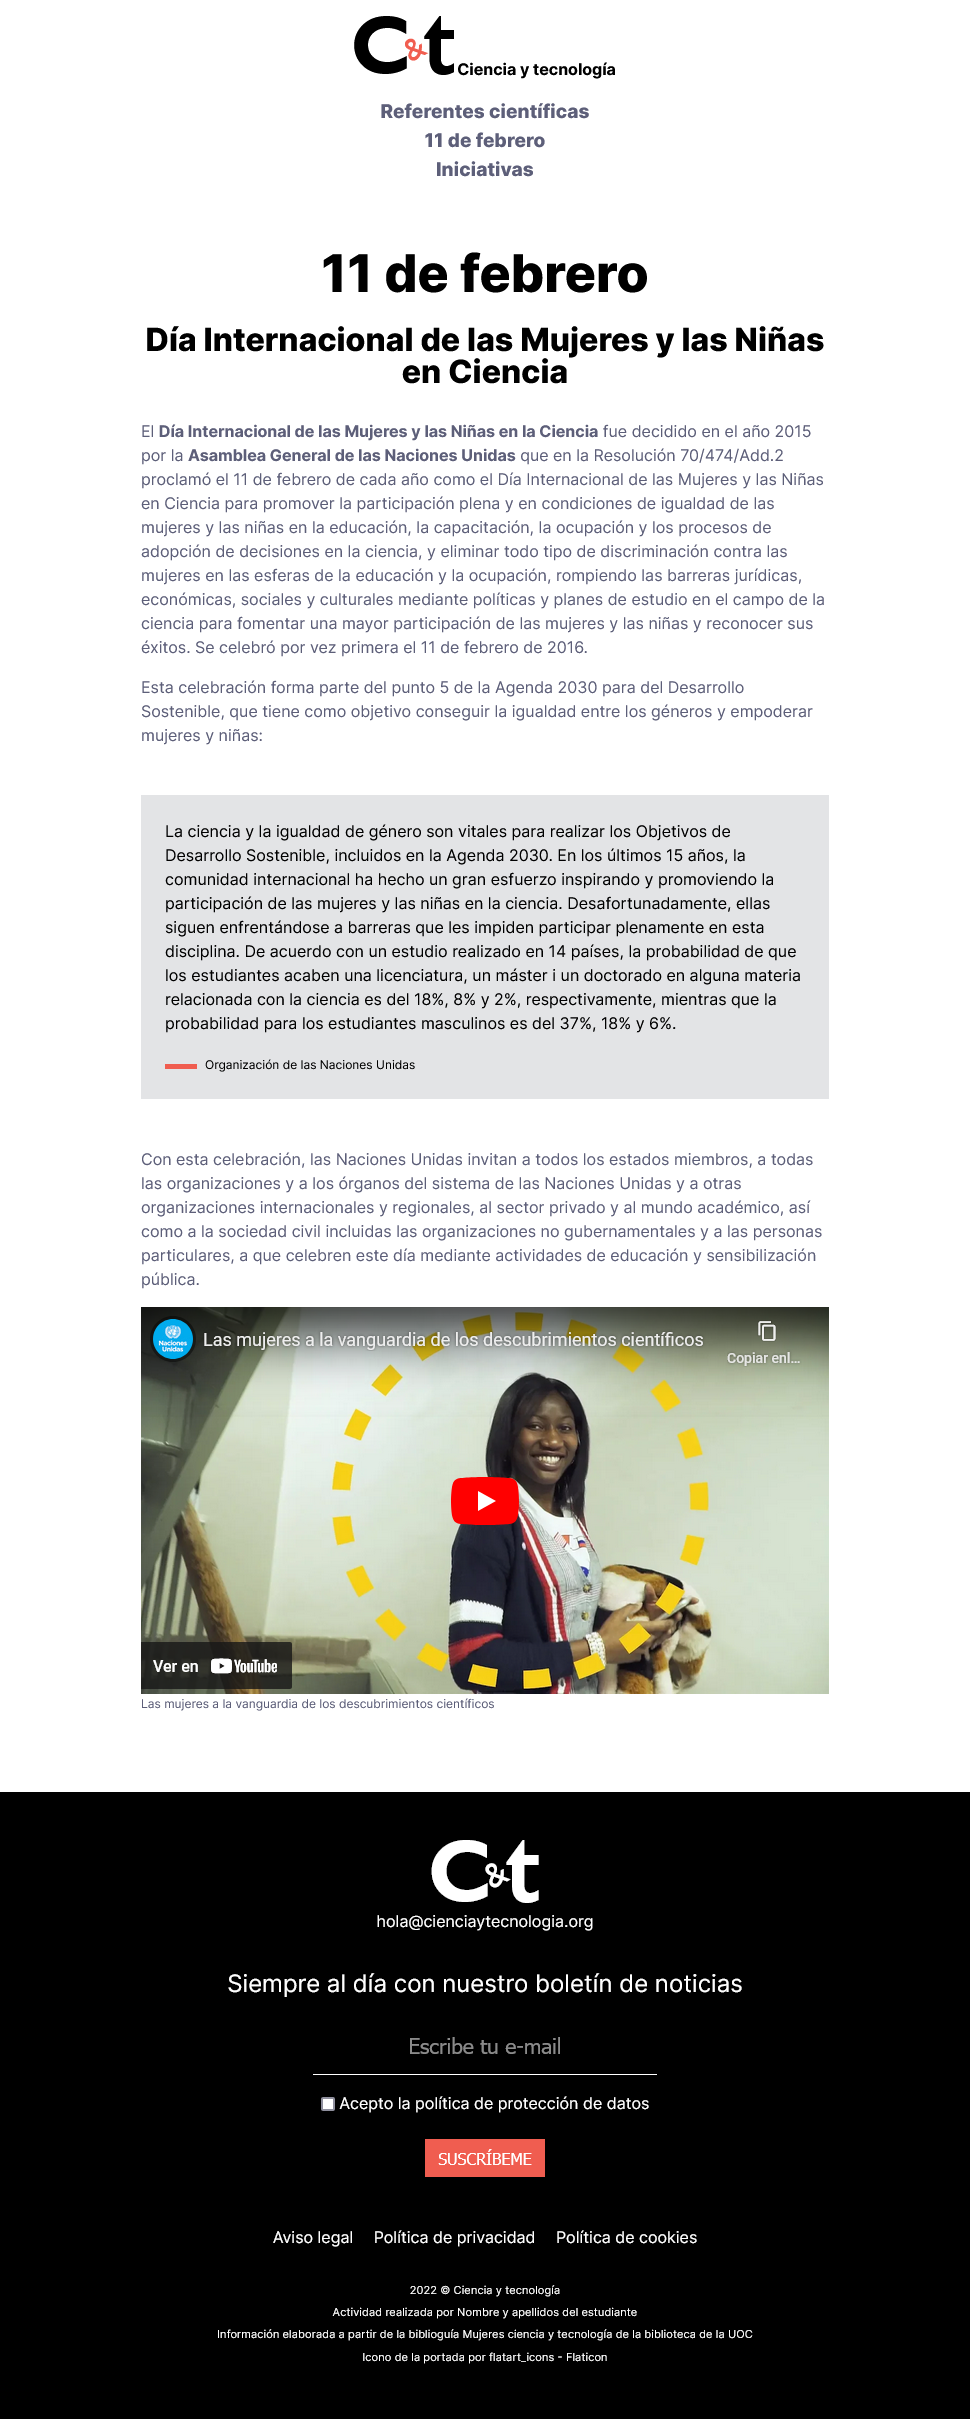 C&t Ciencia y tecnología
Referentes científicas
11 de febrero
Iniciativas
11 de febrero
Día Internacional de las Mujeres y las Niñas
en Ciencia
El Día Internacional de las Mujeres y las Niñas en la Ciencia fue decidido en el año 2015
por la Asamblea General de las Naciones Unidas que en la Resolución 70/474/Add.2
proclamó el 11 de febrero de cada año como el Día Internacional de las Mujeres y las Niñas
en Ciencia para promover la participación plena y en condiciones de igualdad de las
mujeres y las niñas en la educación, la capacitación, la ocupación y los procesos de
adopción de decisiones en la ciencia, y eliminar todo tipo de discriminación contra las
mujeres en las esferas de la educación y la ocupación, rompiendo las barreras jurídicas,
económicas, sociales y culturales mediante políticas y planes de estudio en el campo de la
ciencia para fomentar una mayor participación de las mujeres y las niñas y reconocer sus
éxitos. Se celebró por vez primera el 11 de febrero de 2016.
Esta celebración forma parte del punto 5 de la Agenda 2030 para del Desarrollo
Sostenible, que tiene como objetivo conseguir la igualdad entre los géneros y empoderar
mujeres y niñas:
La ciencia y la igualdad de género son vitales para realizar los Objetivos de
Desarrollo Sostenible, incluidos en la Agenda 2030. En los últimos 15 años, la
comunidad internacional ha hecho un gran esfuerzo inspirando y promoviendo la
participación de las mujeres y las niñas en la ciencia. Desafortunadamente, ellas
siguen enfrentándose a barreras que les impiden participar plenamente en esta
disciplina. De acuerdo con un estudio realizado en 14 países, la probabilidad de que
los estudiantes acaben una licenciatura, un máster i un doctorado en alguna materia
relacionada con la ciencia es del 18%, 8% y 2%, respectivamente, mientras que la
probabilidad para los estudiantes masculinos es del 37%, 18% y 6%.
Organización de las Naciones Unidas
Con esta celebración, las Naciones Unidas invitan a todos los estados miembros, a todas
las organizaciones y a los órganos del sistema de las Naciones Unidas y a otras
organizaciones internacionales y regionales, al sector privado y al mundo académico, así
como a la sociedad civil incluidas las organizaciones no gubernamentales y a las personas
particulares, a que celebren este día mediante actividades de educación y sensibilización
pública.
Naciones
Unidas
Las mujeres a la vanguardia de los descubrimientos científicos
Copiar enl...
Ver en YouTube
Las mujeres a la vanguardia de los descubrimientos científicos
C&t
hola@cienciaytecnologia.org
Siempre al día con nuestro boletín de noticias
Escribe tu e-mail
Acepto la política de protección de datos
SUSCRÍBEME
Aviso legal Política de privacidad Política de cookies
2022 © Ciencia y tecnología
Actividad realizada por Nombre y apellidos del estudiante
Información elaborada a partir de la biblioguía Mujeres ciencia y tecnología de la biblioteca de la UOC
Icono de la portada por flatart_icons - Flaticon